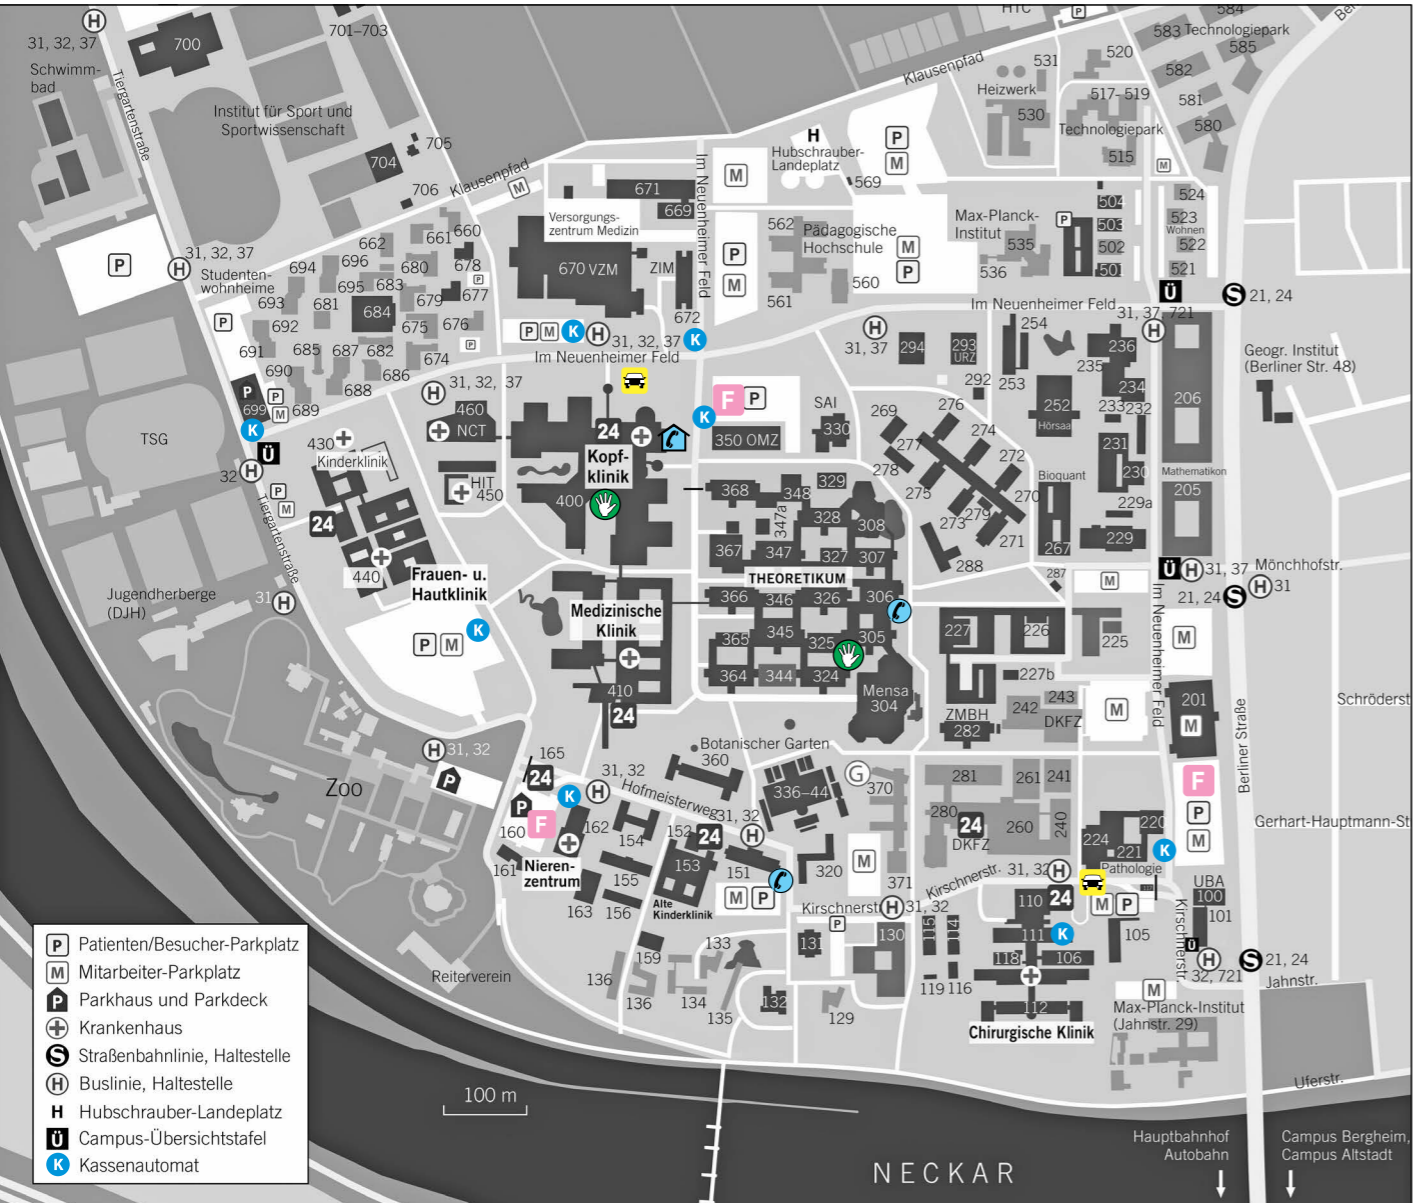 HTC
P
584
583 Technologiepark
585
Ber
H
31, 32, 37
700
701–703
Schwimm-
bad
Tiergartenstraße
Institut für Sport und
Sportwissenschaft
704
705
706
Klausenpfad
M
Klausenpfad
531
520
Heizwerk
530
517-519
Technologiepark
515
M
582
581
580
H
Hubschrauber-
Landeplatz
569
P
M
M
Im Neuenheimer Feld
671
669
Versorgungs-
zentrum Medizin
670 VZM
ZIM
672
P
M
562
Pädagogische
Hochschule
561
560
M
P
Max-Planck-
Institut
535
536
P
504
503
502
501
524
523
Wohnen
522
521
Ü
S 21, 24
P
H
31, 32, 37
Studenten-
wohnheime
P
662
661
660
694
696
680
678
695
683
693
681
679
677
P
684
692
675
676
P
691
685
687
682
674
690
686
688
P
699
P
M
689
K
Ü
32 H
P M K H
31, 32, 37
K
Im Neuenheimer Feld
H
31, 37
294
293
URZ
292
Im Neuenheimer Feld
254
253
31, 37, 721
H
236
235
234
233
232
252
Hörsaal
231
230
229a
229
206
Mathematikon
205
Geogr. Institut
(Berliner Str. 48)
TSG
430
Kinderklinik
P
M
24
440
Frauen- u.
Hautklinik
H
31, 32, 37
460
NCT
HIT
450
24
Kopf-
klinik
400
F P
K
350 OMZ
SAI
330
269
276
277
274
278
272
275
270
273
279
271
288
Bioquant
267
287
M
Ü H 31, 37
Mönchhofstr.
21, 24 S
H 31
368
348
329
347a
328
308
367
347
327
307
THEORETIKUM
366
346
326
306
365
345
325
305
364
344
324
Mensa
304
Jugendherberge
(DJH)
31 H
Tiergartenstraße
P M
K
Medizinische
Klinik
410
24
227
226
225
227b
ZMBH
282
242
243
DKFZ
M
Im Neuenheimer Feld
M
201
M
Berliner Straße
Schröderst
Zoo
H 31, 32
P
165
24
P
K
H
31, 32
Hofmeisterweg
160
F
162
161
Nieren-
zentrum
163
154
155
156
Botanischer Garten
360
336–44
G
370
31, 32
H
152
24
153
151
M P
Alte
Kinderklinik
320
M
371
281
261
241
280
24
DKFZ
260
240
224
220
221
Pathologie
K
F
P
M
Gerhart-Hauptmann-St
Kirschnerstr.
31, 32 H
Kirschnerstr
H 31, 32
P
131
130
115
114
110
24
111
K
M P
105
118
106
119
116
112
Chirurgische Klinik
UBA
100
101
Kirschnerstr.
Ü
H
32, 721
S 21, 24
Jahnstr.
M
Max-Planck-Institut
(Jahnstr. 29)
Uferstr.
Reiterverein
159
133
136
136
134
135
132
129
100 m
NECKAR
Hauptbahnhof
Autobahn
Campus Bergheim,
Campus Altstadt
P Patienten/Besucher-Parkplatz
M Mitarbeiter-Parkplatz
P Parkhaus und Parkdeck
Krankenhaus
S Straßenbahnlinie, Haltestelle
H Buslinie, Haltestelle
H Hubschrauber-Landeplatz
Ü Campus-Übersichtstafel
K Kassenautomat